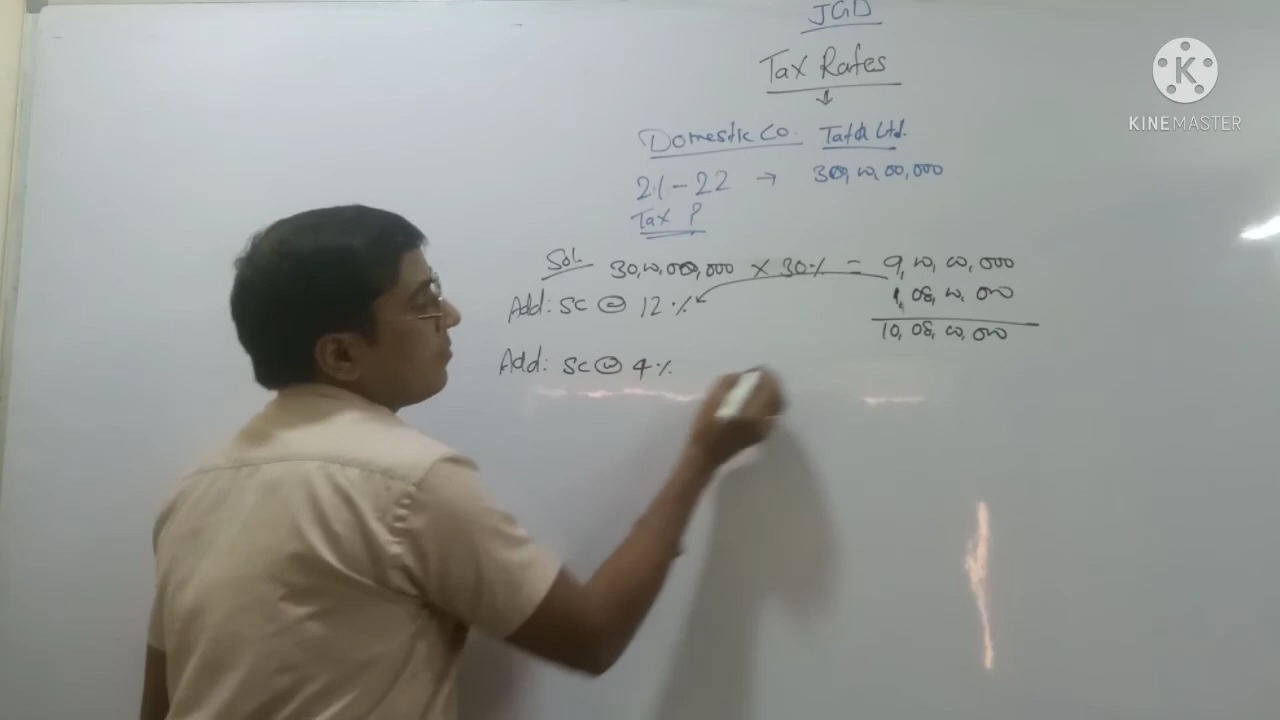 JGD
Tax Rates
Domestic Co. Tata Ltd.
21-22 → 30,00,00,000
Tax ?
Sol. 30,00,00,000 × 30% = 9,00,00,000
Add: SC @ 12% 1,08,00,000
10,08,00,000
Add: SC @ 4%
KINEMASTER